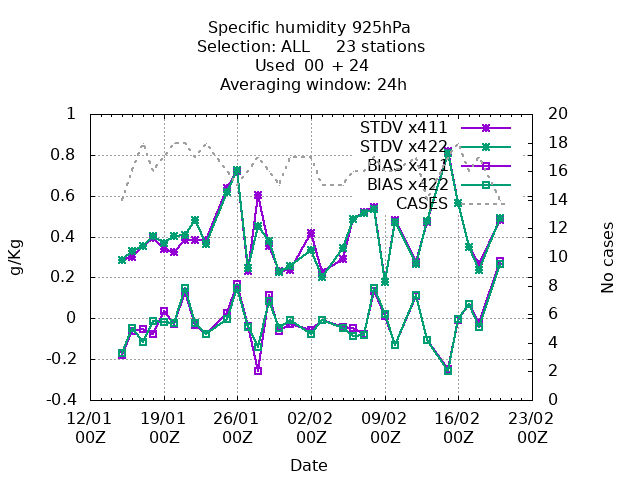 Specific humidity 925hPa
Selection: ALL 23 stations
Used 00 + 24
Averaging window: 24h
STDV x411
STDV x422
BIAS x411
BIAS x422
CASES
g/Kg
1
0.8
0.6
0.4
0.2
0
-0.2
-0.4
No cases
20
18
16
14
12
10
8
6
4
2
0
12/01 19/01 26/01 02/02 09/02 16/02 23/02
00Z 00Z 00Z 00Z 00Z 00Z 00Z
Date